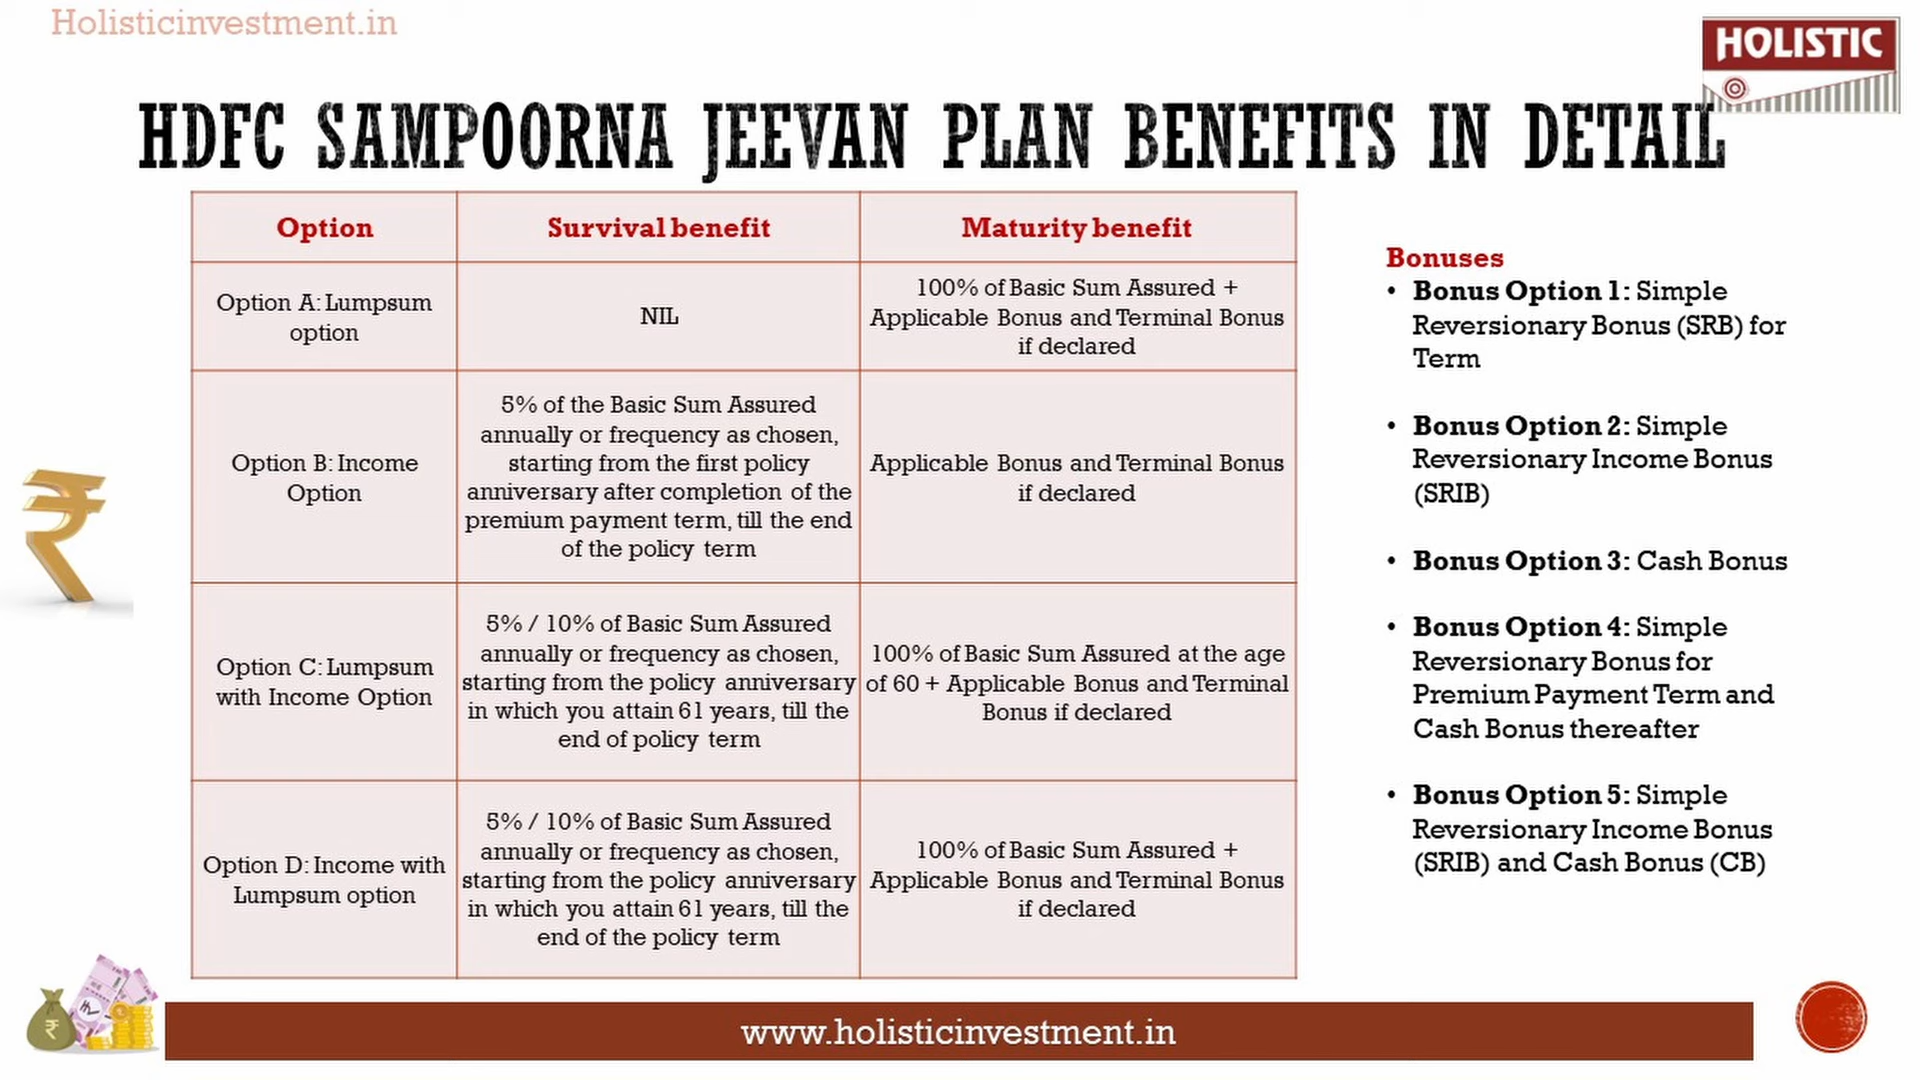 Holisticinvestment.in
HOLISTIC
HDFC SAMPOORNA JEEVAN PLAN BENEFITS IN DETAIL
Option
Survival benefit
Maturity benefit
Option A: Lumpsum
option
NIL
100% of Basic Sum Assured +
Applicable Bonus and Terminal Bonus
if declared
Option B: Income
Option
5% of the Basic Sum Assured
annually or frequency as chosen,
starting from the first policy
anniversary after completion of the
premium payment term, till the end
of the policy term
Applicable Bonus and Terminal Bonus
if declared
Option C: Lumpsum
with Income Option
5% / 10% of Basic Sum Assured
annually or frequency as chosen,
starting from the policy anniversary
in which you attain 61 years, till the
end of policy term
100% of Basic Sum Assured at the age
of 60 + Applicable Bonus and Terminal
Bonus if declared
Option D: Income with
Lumpsum option
5% / 10% of Basic Sum Assured
annually or frequency as chosen,
starting from the policy anniversary
in which you attain 61 years, till the
end of the policy term
100% of Basic Sum Assured +
Applicable Bonus and Terminal Bonus
if declared
Bonuses
• Bonus Option 1: Simple
Reversionary Bonus (SRB) for
Term
• Bonus Option 2: Simple
Reversionary Income Bonus
(SRIB)
• Bonus Option 3: Cash Bonus
• Bonus Option 4: Simple
Reversionary Bonus for
Premium Payment Term and
Cash Bonus thereafter
• Bonus Option 5: Simple
Reversionary Income Bonus
(SRIB) and Cash Bonus (CB)
www.holisticinvestment.in